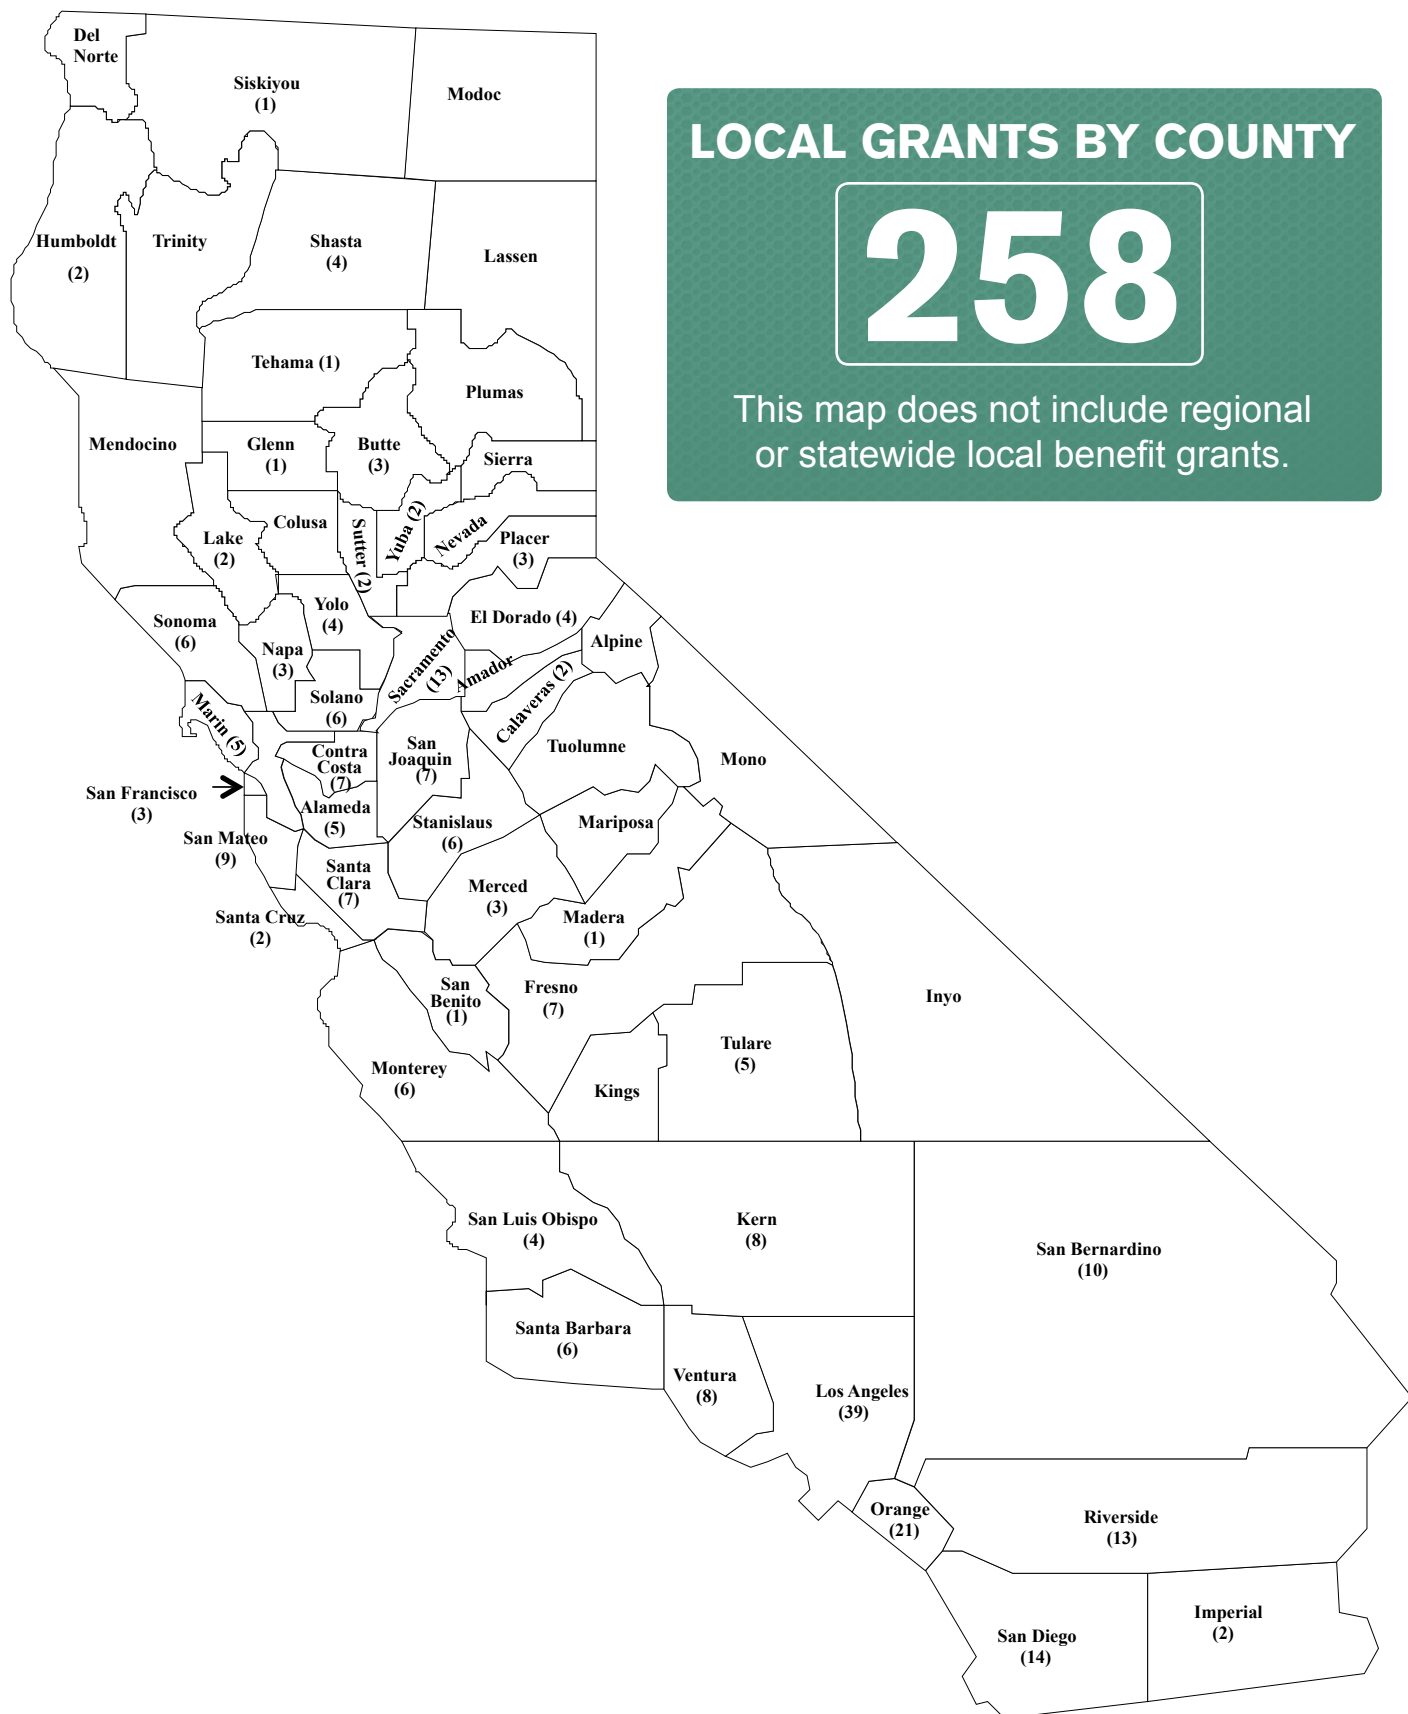 Del
Norte
Siskiyou
(1)
Modoc
LOCAL GRANTS BY COUNTY
258
This map does not include regional
or statewide local benefit grants.
Humboldt
(2)
Trinity
Shasta
(4)
Lassen
Tehama (1)
Plumas
Mendocino
Glenn
(1)
Butte
(3)
Sierra
Colusa
Sutter (2)
Yuba (2)
Nevada
Placer
(3)
Lake
(2)
Sonoma
(6)
Yolo
(4)
El Dorado (4)
Napa
(3)
Sacramento
(13)
Amador
Alpine
Solano
(6)
Calaveras (2)
Marin (5)
Contra
Costa
(7)
San
Joaquin
(7)
Tuolumne
Mono
San Francisco
(3)
Alameda
(5)
Stanislaus
(6)
Mariposa
San Mateo
(9)
Santa
Clara
(7)
Merced
(3)
Santa Cruz
(2)
Madera
(1)
San
Benito
(1)
Fresno
(7)
Inyo
Monterey
(6)
Kings
Tulare
(5)
San Luis Obispo
(4)
Kern
(8)
San Bernardino
(10)
Santa Barbara
(6)
Ventura
(8)
Los Angeles
(39)
Orange
(21)
Riverside
(13)
San Diego
(14)
Imperial
(2)